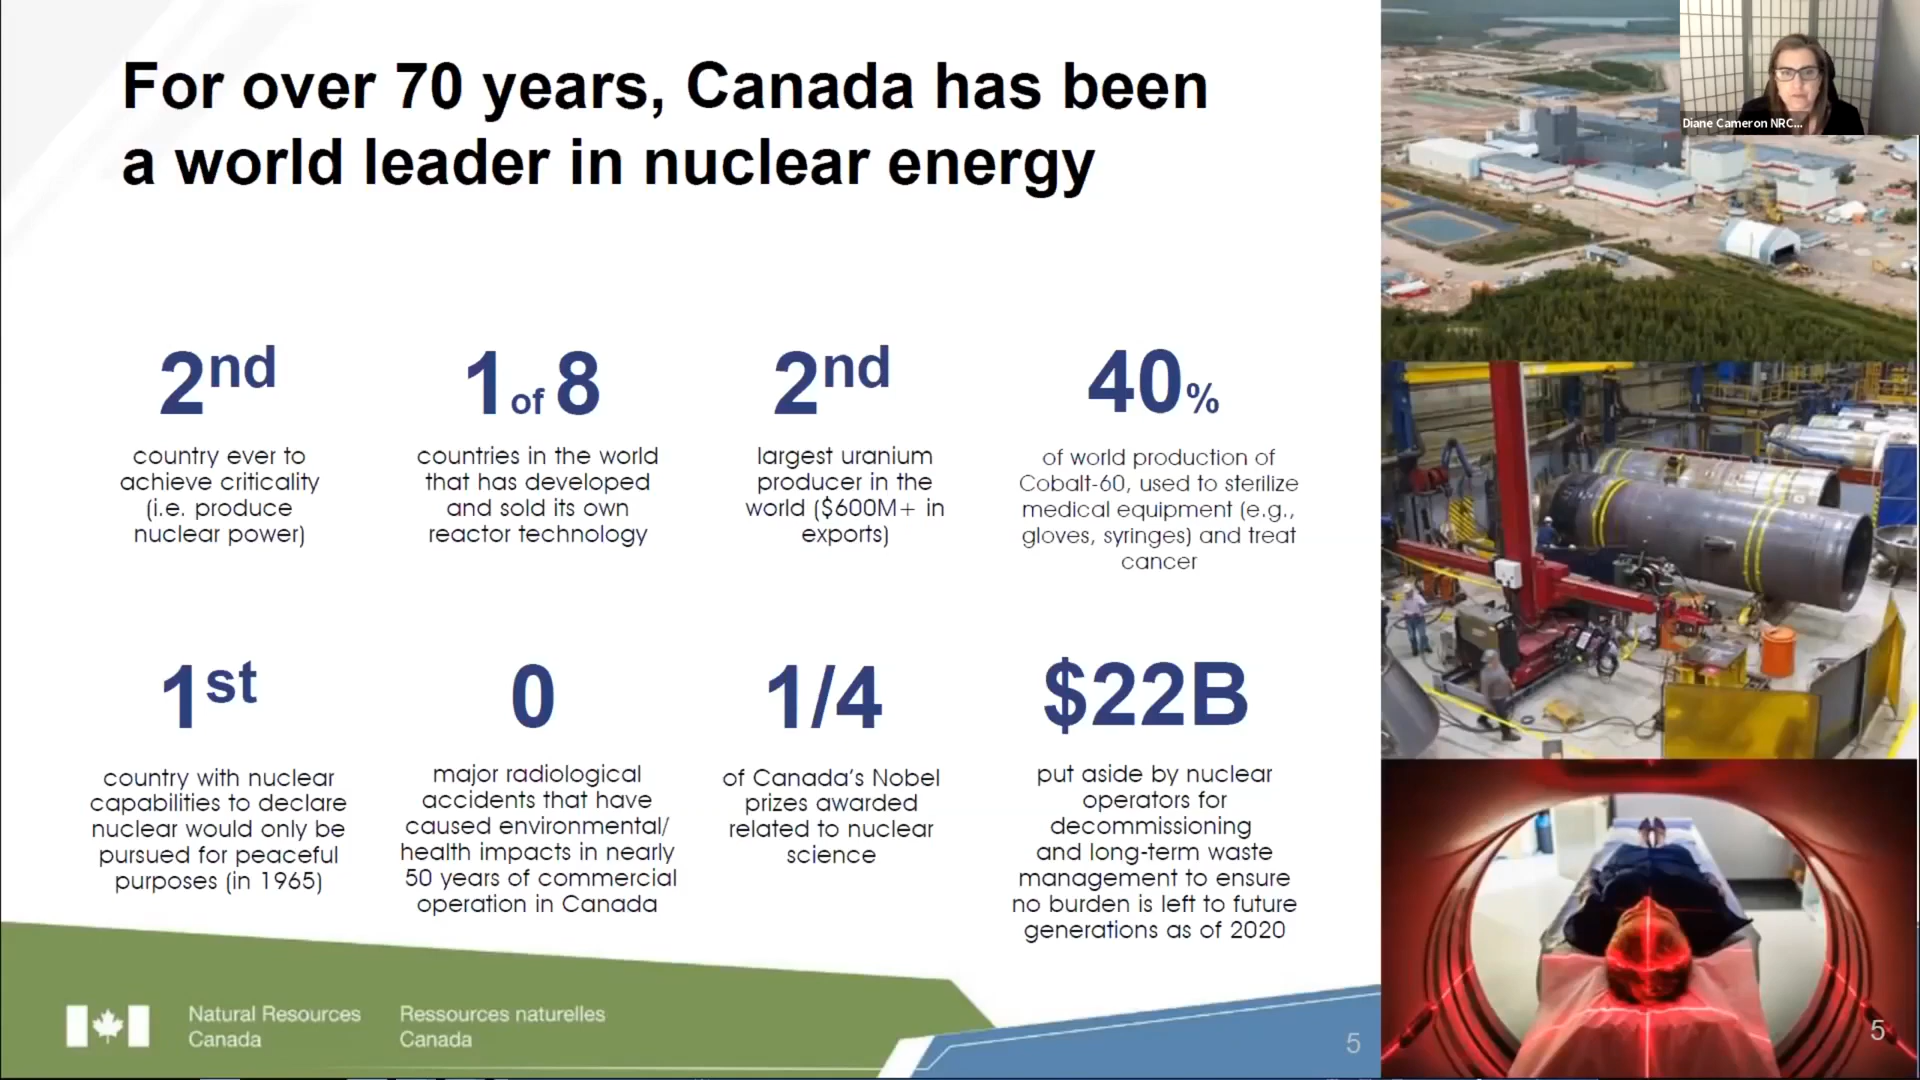 For over 70 years, Canada has been
a world leader in nuclear energy
Diane Cameron NRC...
2nd
country ever to
achieve criticality
(i.e. produce
nuclear power)
1 of 8
countries in the world
that has developed
and sold its own
reactor technology
2nd
largest uranium
producer in the
world ($600M+ in
exports)
40%
of world production of
Cobalt-60, used to sterilize
medical equipment (e.g.,
gloves, syringes) and treat
cancer
1st
country with nuclear
capabilities to declare
nuclear would only be
pursued for peaceful
purposes (in 1965)
0
major radiological
accidents that have
caused environmental/
health impacts in nearly
50 years of commercial
operation in Canada
1/4
of Canada's Nobel
prizes awarded
related to nuclear
science
$22B
put aside by nuclear
operators for
decommissioning
and long-term waste
management to ensure
no burden is left to future
generations as of 2020
Natural Resources
Canada
Ressources naturelles
Canada
5
5